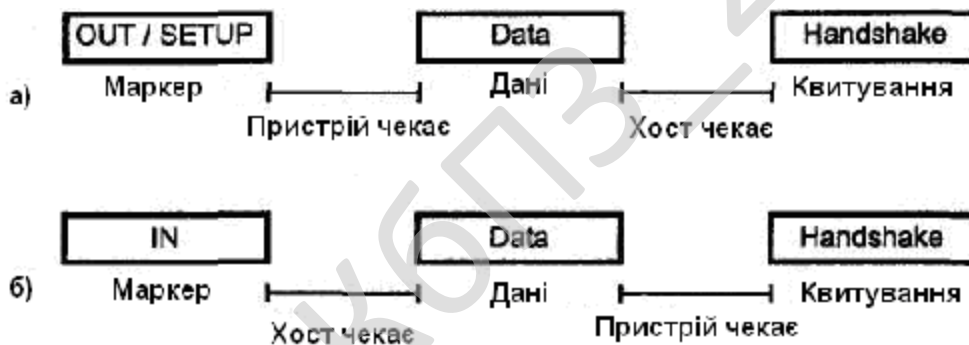 OUT / SETUP Data Handshake
а) Маркер Дані Квитування
Пристрій чекає Хост чекає
IN Data Handshake
б) Маркер Дані Квитування
Хост чекає Пристрій чекає